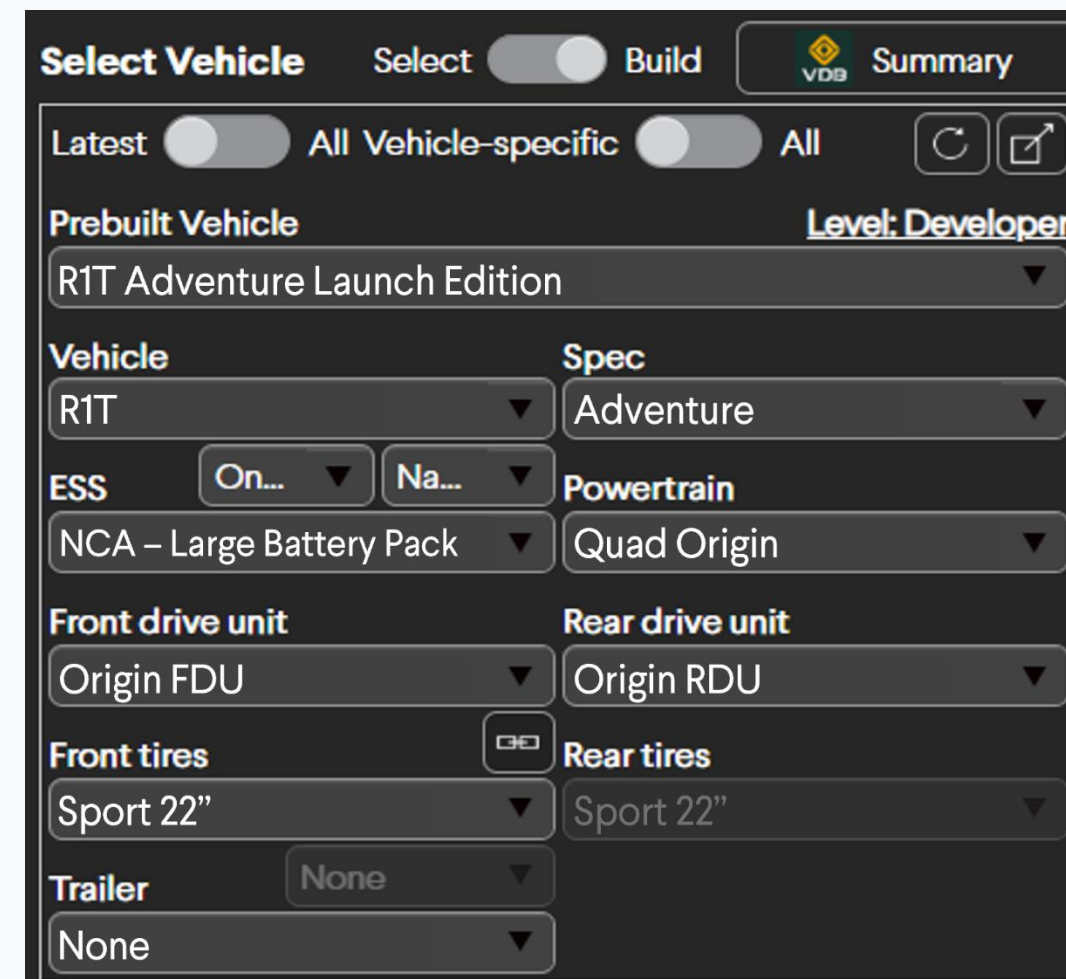 Select Vehicle Select Build VDB Summary
Latest All Vehicle-specific All
Prebuilt Vehicle Level: Developer
R1T Adventure Launch Edition
Vehicle Spec
R1T Adventure
ESS On... Na... Powertrain
NCA – Large Battery Pack Quad Origin
Front drive unit Rear drive unit
Origin FDU Origin RDU
Front tires Rear tires
Sport 22” Sport 22”
Trailer None
None